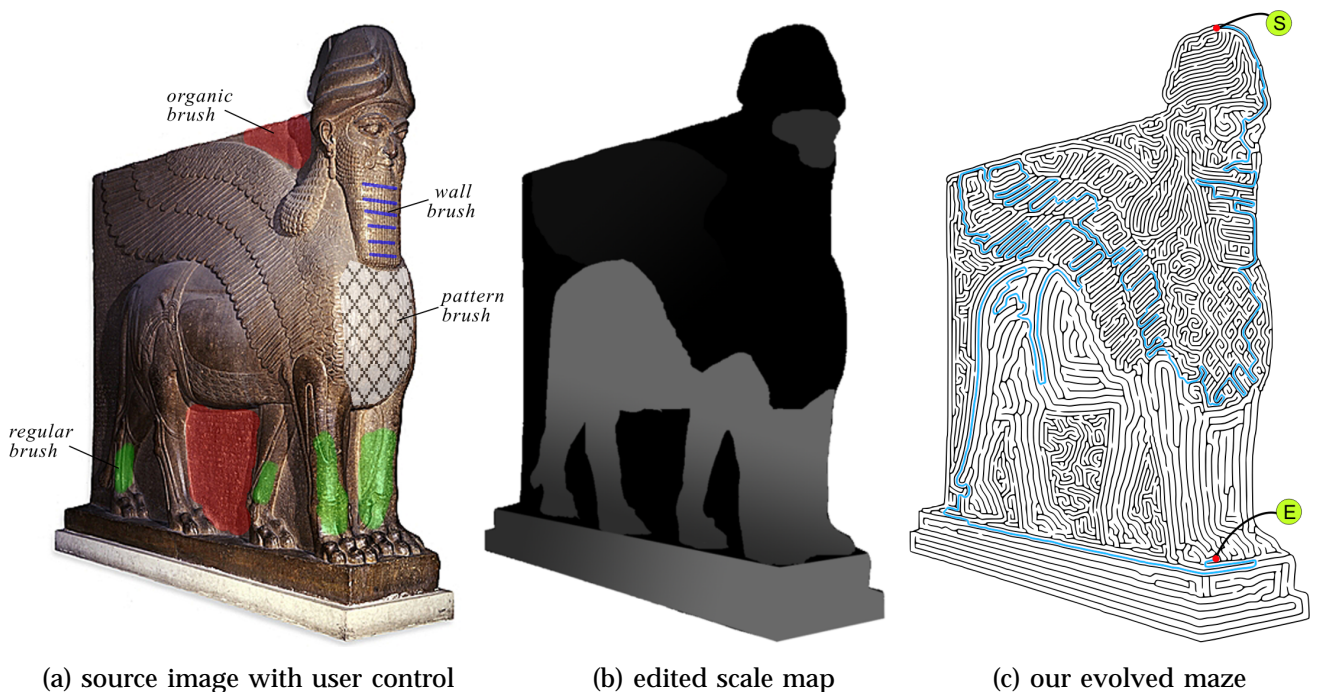 S
organic
brush
wall
brush
pattern
brush
regular
brush
E
(a) source image with user control
(b) edited scale map
(c) our evolved maze